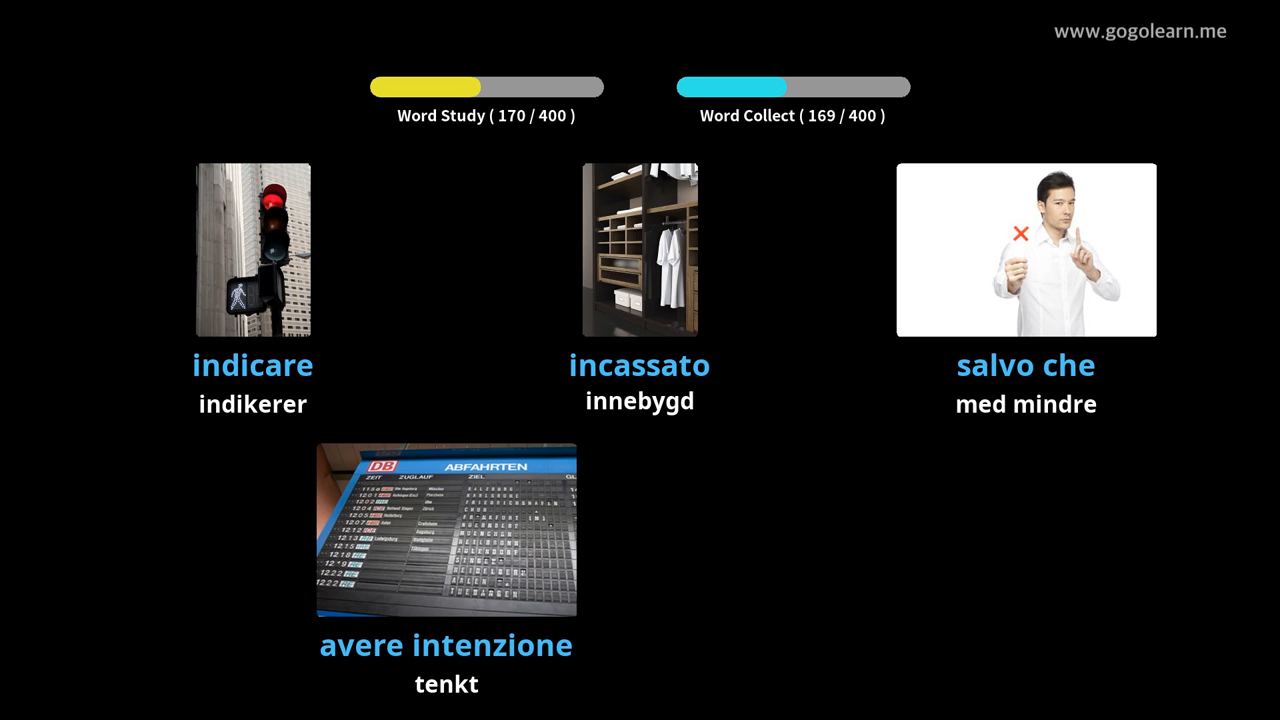 www.gogolearn.me
Word Study ( 170 / 400 )
Word Collect ( 169 / 400 )
indicare
indikerer
incassato
innebygd
salvo che
med mindre
DB ABFAHRTEN
ZEIT ZUGLAUF ZIEL
avere intenzione
tenkt